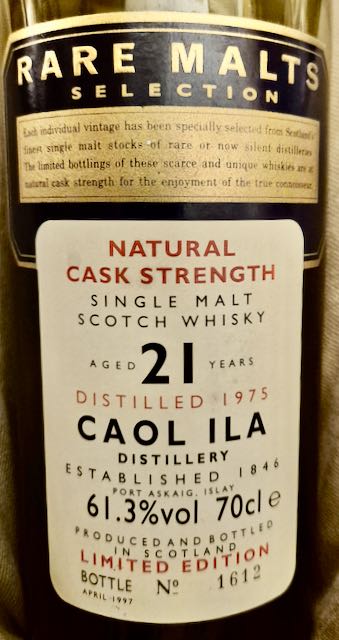 RARE MALTS
SELECTION
Each individual vintage has been specially selected from Scotland's
finest single malt stocks of rare or now silent distilleries.
The limited bottlings of these scarce and unique whiskies are at
natural cask strength for the enjoyment of the true connoisseur.
NATURAL
CASK STRENGTH
SINGLE MALT
SCOTCH WHISKY
AGED 21 YEARS
DISTILLED 1975
CAOL ILA
DISTILLERY
ESTABLISHED 1846
PORT ASKAIG, ISLAY
61.3%vol 70cl e
PRODUCED AND BOTTLED
IN SCOTLAND
LIMITED EDITION
BOTTLE Nº 1612
APRIL 1997